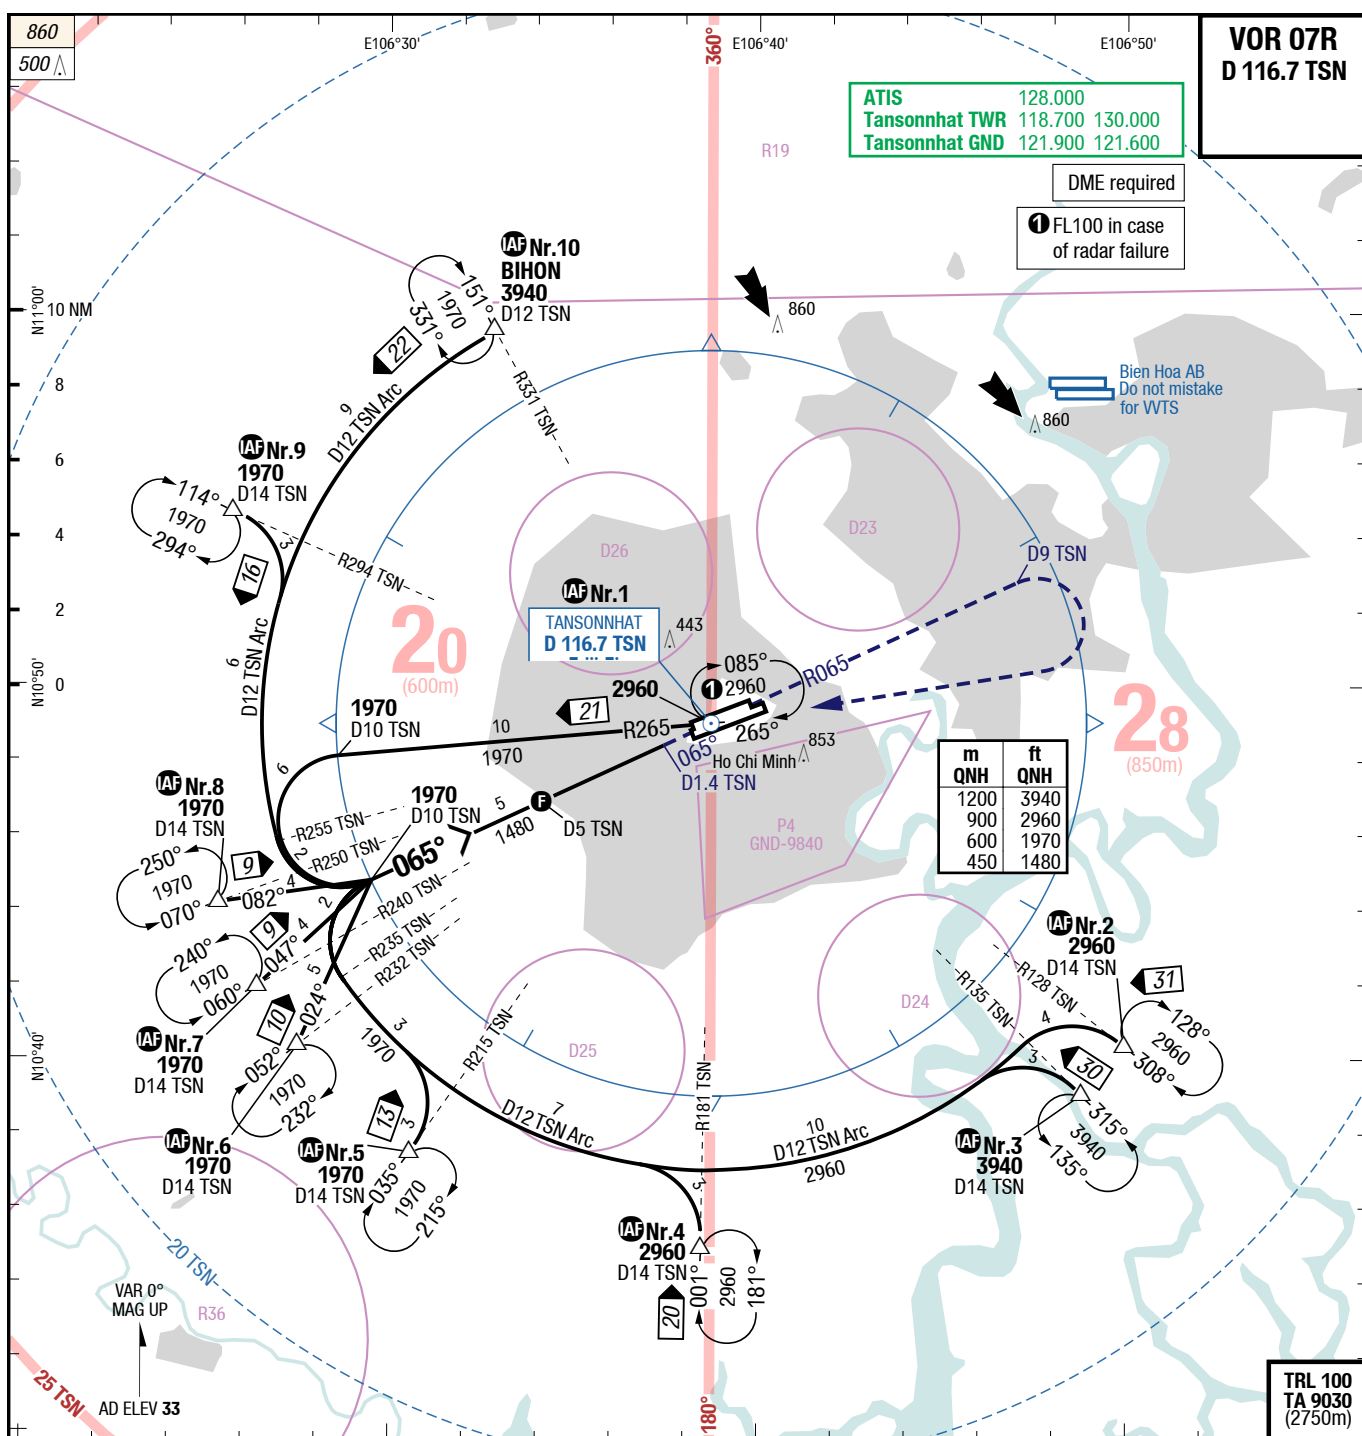 860
500
E106°30'
360°
E106°40'
E106°50'
VOR 07R
D 116.7 TSN
ATIS 128.000
Tansonnhat TWR 118.700 130.000
Tansonnhat GND 121.900 121.600
R19
DME required
1 FL100 in case
of radar failure
IAF Nr.10
BIHON
3940
D12 TSN
151°
1970
331°
22
N11°00'
10 NM
860
R331 TSN
Bien Hoa AB
Do not mistake
for VVTS
860
8
9
D12 TSN Arc
IAF Nr.9
1970
D14 TSN
6
114°
1970
294°
3
16
R294 TSN
4
D26
D23
D9 TSN
IAF Nr.1
TANSONNHAT
D 116.7 TSN
443
2
20
(600m)
6
D12 TSN Arc
N10°50'
0
085°
1 2960
R065
2960
1970
D10 TSN
21
10
1970
R265
265°
28
(850m)
065°
Ho Chi Minh
853
D1.4 TSN
m ft
QNH QNH
1200 3940
900 2960
600 1970
450 1480
6
IAF Nr.8
1970
D14 TSN
1970
D10 TSN
5
1480
F
D5 TSN
P4
GND-9840
R255 TSN
R250 TSN
2
065°
250°
1970
070°
9
4
082°
2
R240 TSN
R235 TSN
R232 TSN
240°
1970
060°
9
4
047°
5
024°
10
IAF Nr.2
2960
D14 TSN
R128 TSN
R135 TSN
31
128°
2960
308°
4
3
D24
D25
R215 TSN
3
1970
IAF Nr.7
1970
D14 TSN
N10°40'
052°
1970
232°
30
315°
3940
135°
R181 TSN
7
D12 TSN Arc
10
D12 TSN Arc
2960
13
3
IAF Nr.6
1970
D14 TSN
IAF Nr.5
1970
D14 TSN
035°
1970
215°
IAF Nr.3
3940
D14 TSN
3
IAF Nr.4
2960
D14 TSN
20
001°
2960
181°
20 TSN
VAR 0°
MAG UP
R36
25 TSN
AD ELEV 33
180°
TRL 100
TA 9030
(2750m)